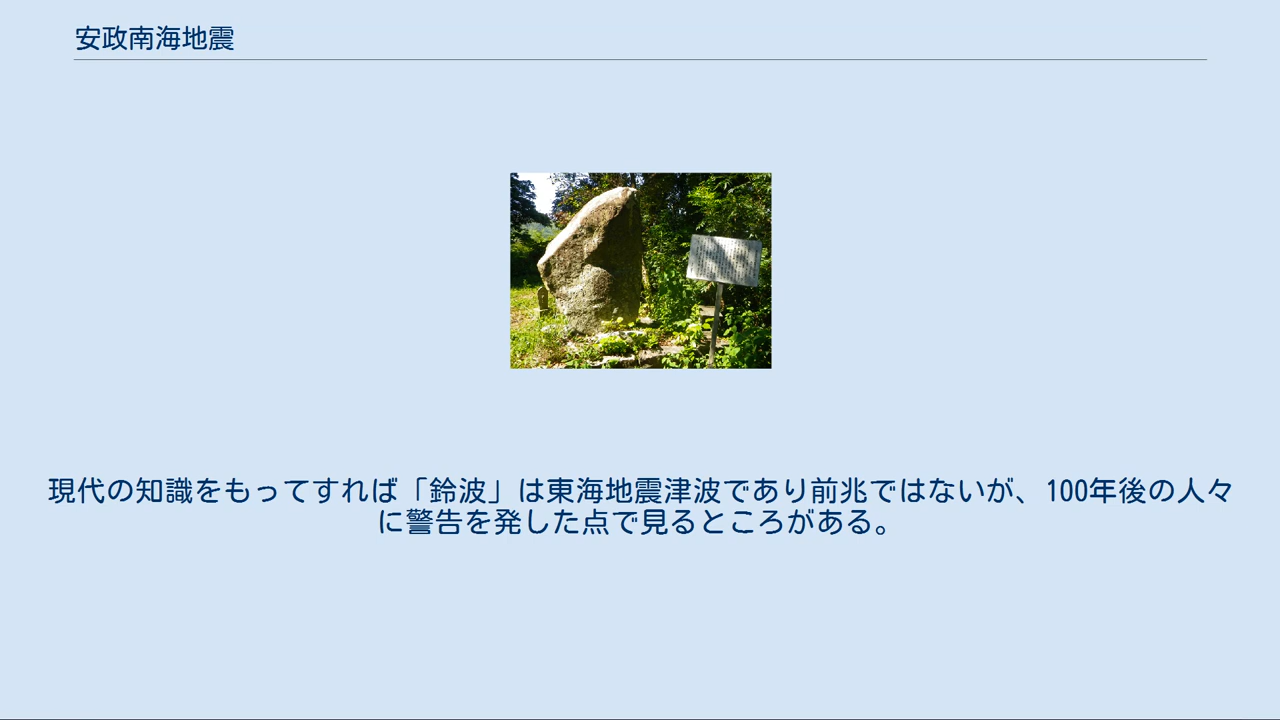 安政南海地震
現代の知識をもってすれば「鈴波」は東海地震津波であり前兆ではないが、100年後の人々
に警告を発した点で見るところがある。